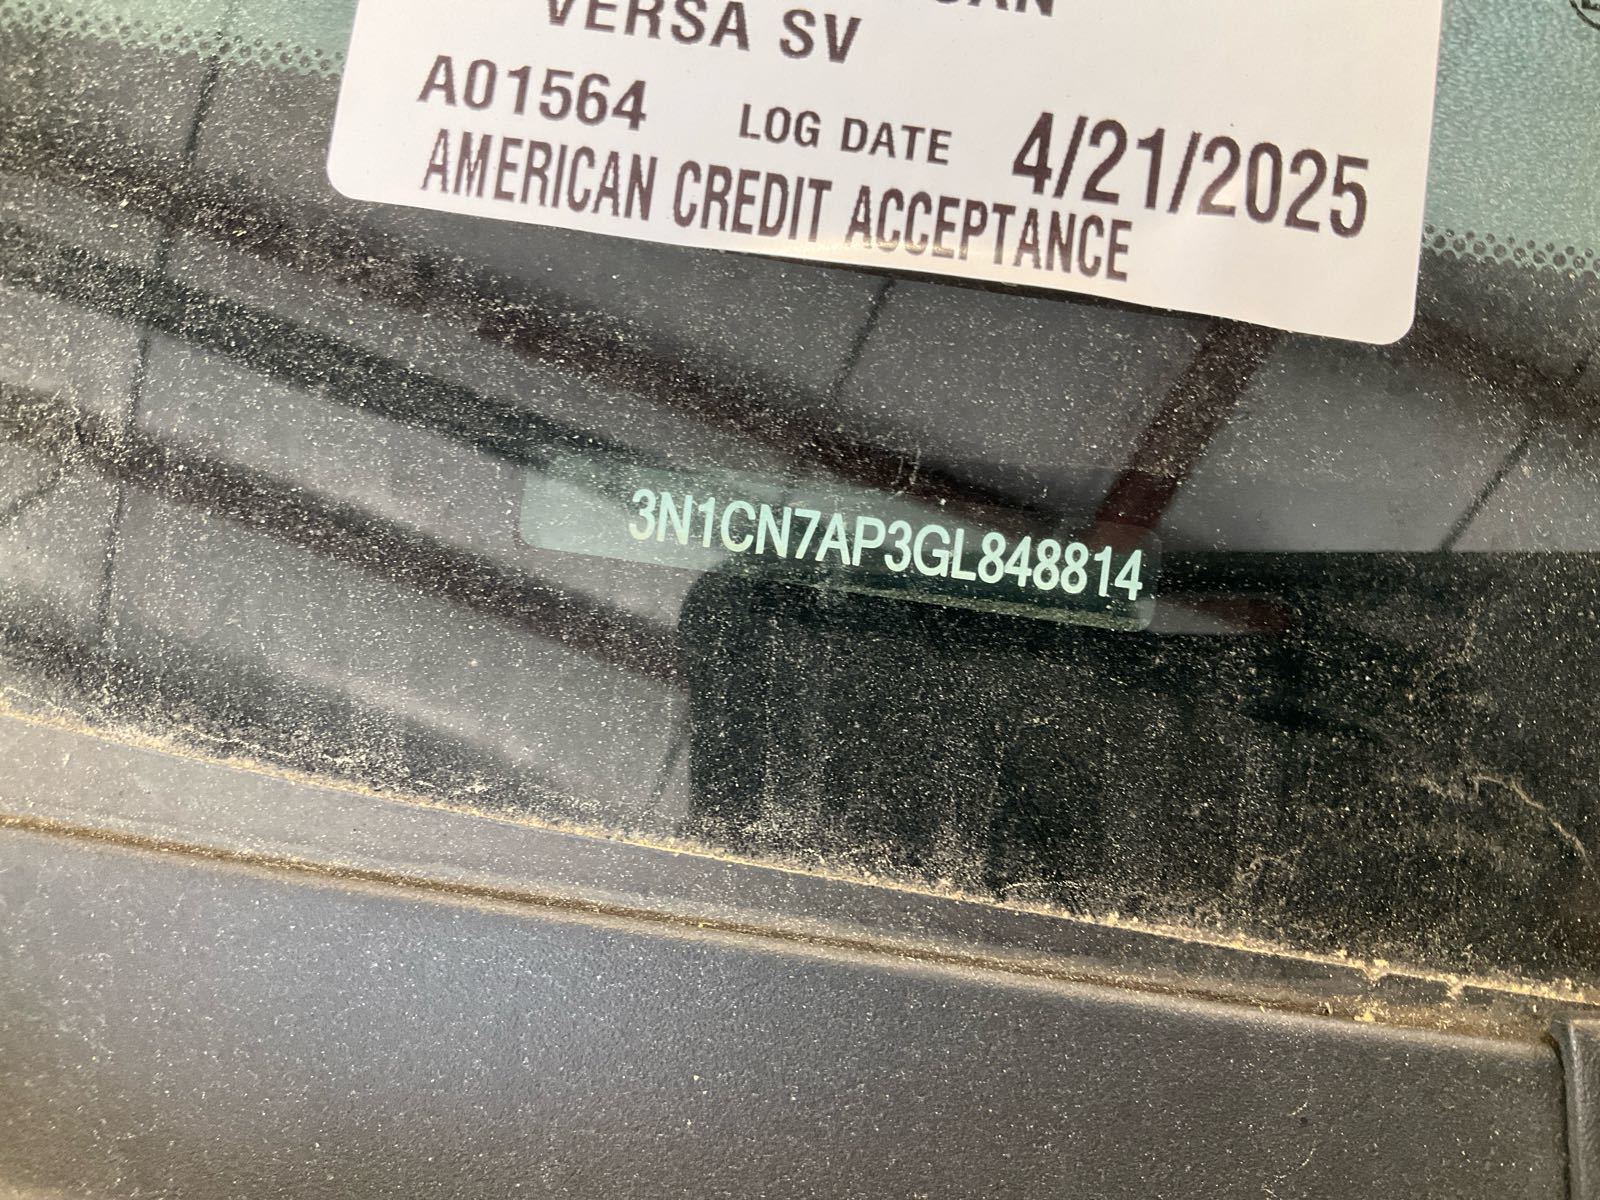 VERSA SV
A01564 LOG DATE 4/21/2025
AMERICAN CREDIT ACCEPTANCE
3N1CN7AP3GL848814